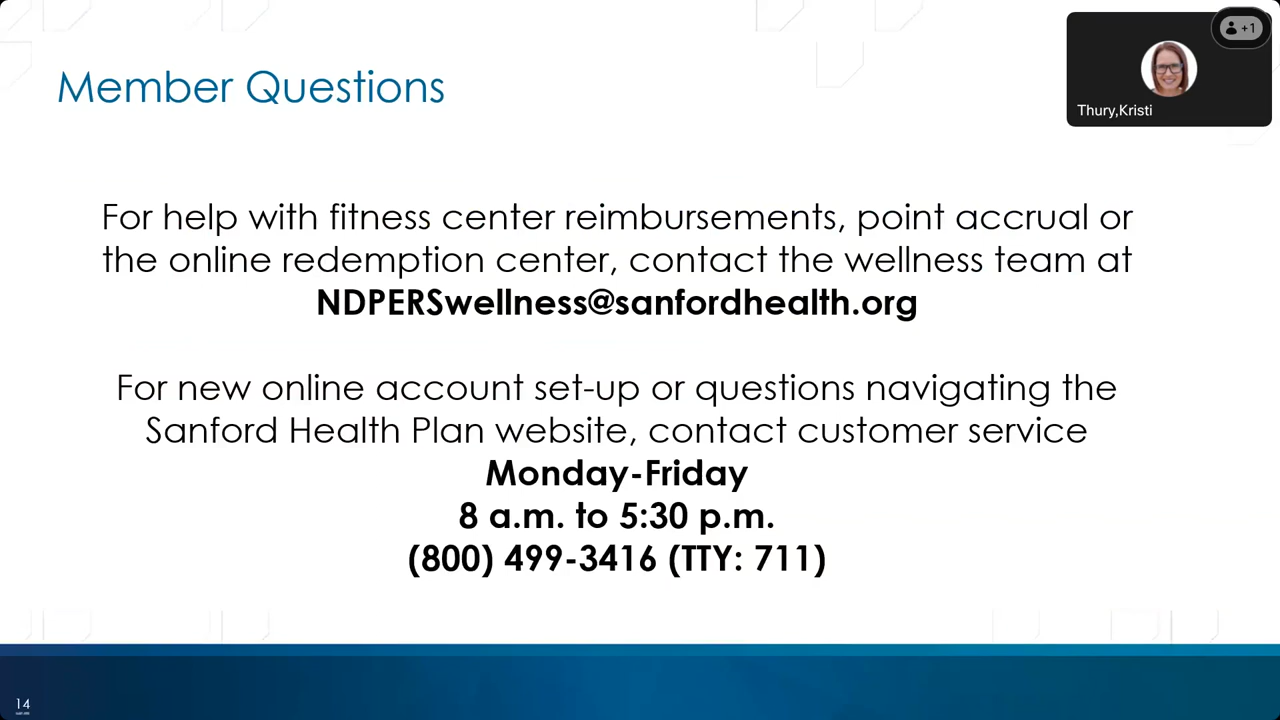 Member Questions
+1
Thury,Kristi
For help with fitness center reimbursements, point accrual or
the online redemption center, contact the wellness team at
NDPERSwellness@sanfordhealth.org
For new online account set-up or questions navigating the
Sanford Health Plan website, contact customer service
Monday-Friday
8 a.m. to 5:30 p.m.
(800) 499-3416 (TTY: 711)
14